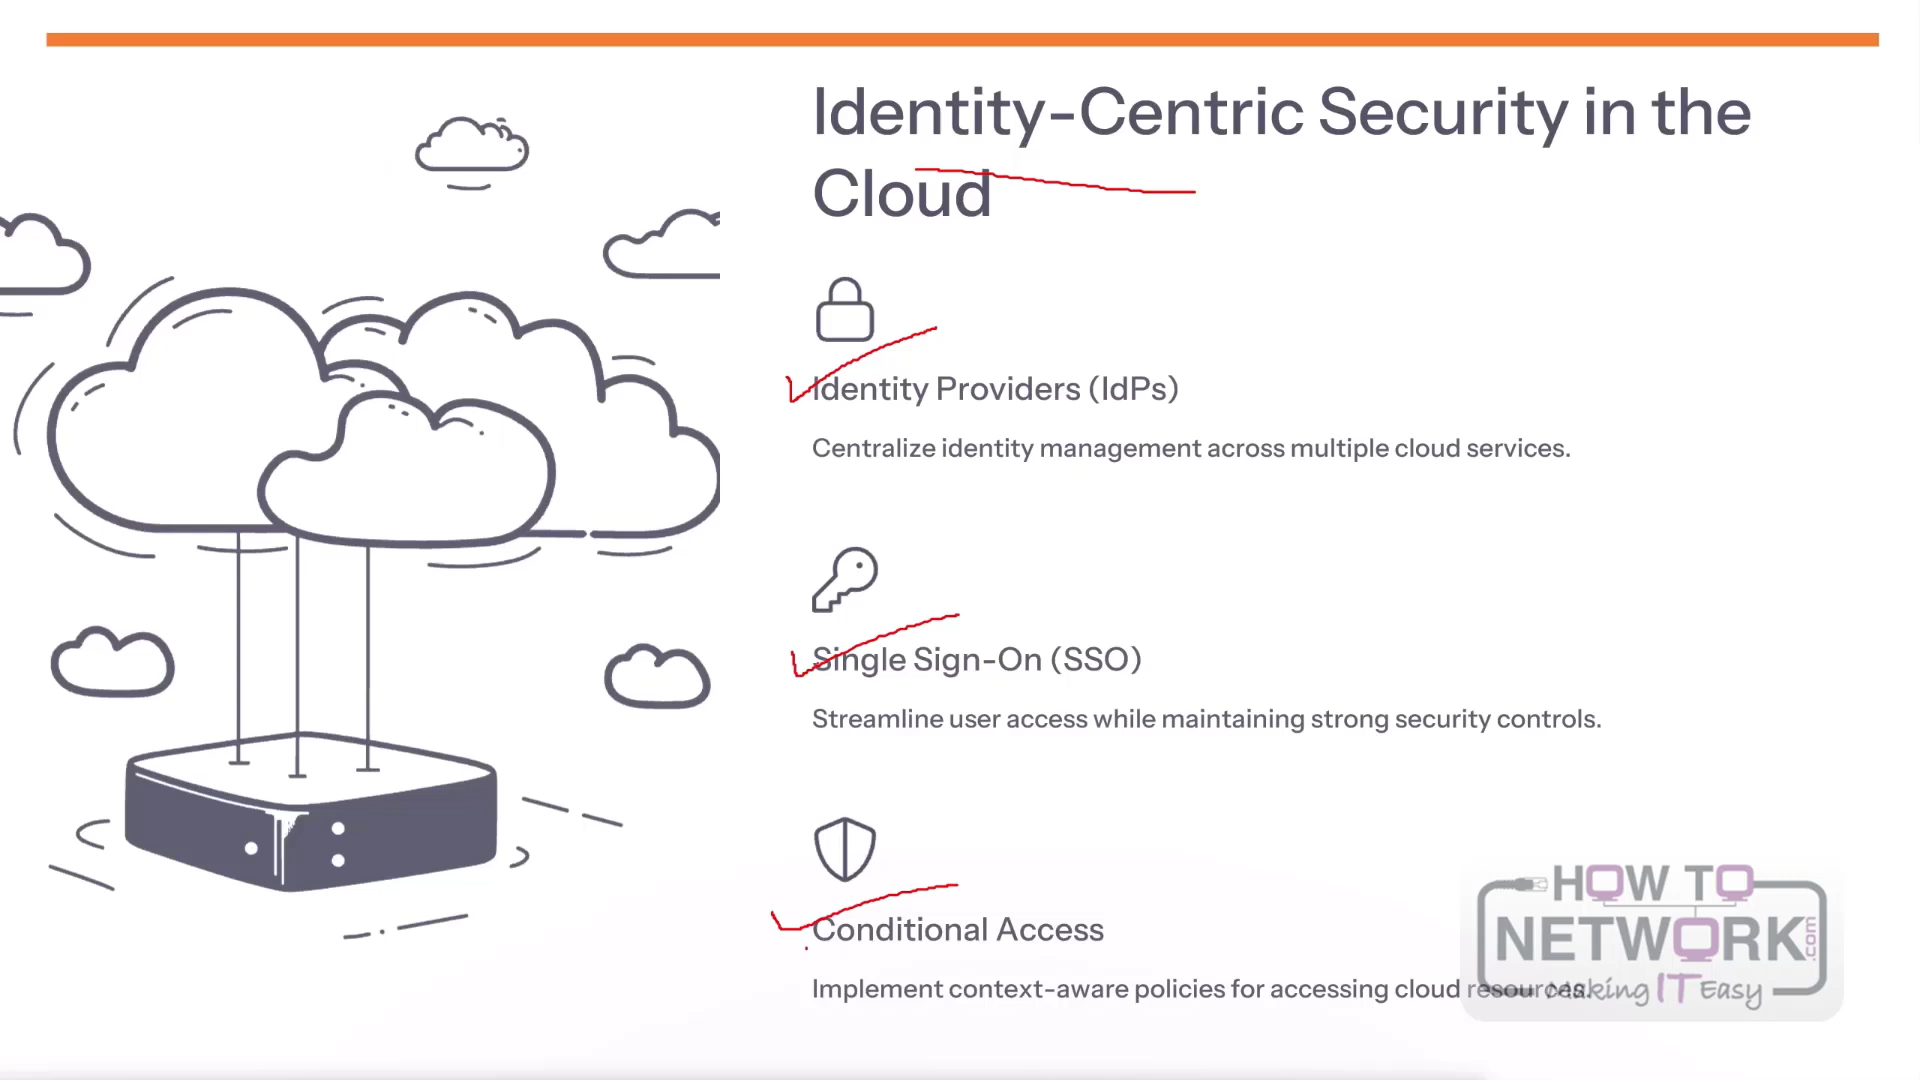 Identity-Centric Security in the
Cloud
Identity Providers (IdPs)
Centralize identity management across multiple cloud services.
Single Sign-On (SSO)
Streamline user access while maintaining strong security controls.
Conditional Access
Implement context-aware policies for accessing cloud resources.
HOW TO
NETWORK.com
Making IT Easy